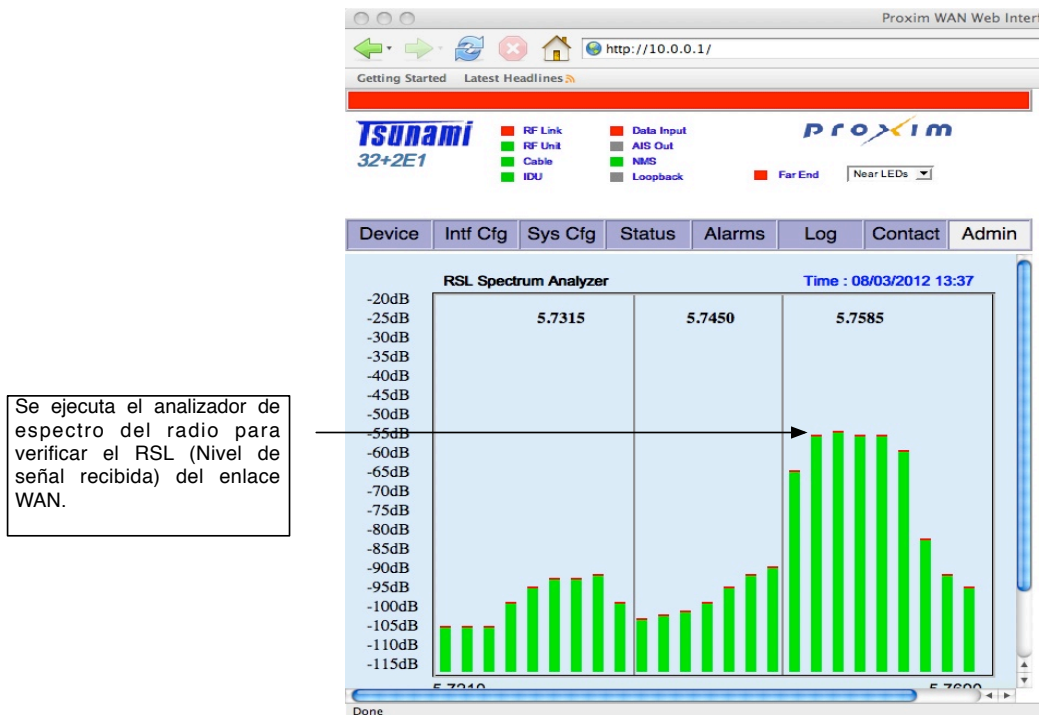 Proxim WAN Web Interf
http://10.0.0.1/
Getting Started Latest Headlines
Tsunami
32+2E1
RF Link
RF Unit
Cable
IDU
Data Input
AIS Out
NMS
Loopback
proxim
Far End
Near LEDs
Device Intf Cfg Sys Cfg Status Alarms Log Contact Admin
RSL Spectrum Analyzer Time : 08/03/2012 13:37
5.7315 5.7450 5.7585
-20dB
-25dB
-30dB
-35dB
-40dB
-45dB
-50dB
-55dB
-60dB
-65dB
-70dB
-75dB
-80dB
-85dB
-90dB
-95dB
-100dB
-105dB
-110dB
-115dB
Se ejecuta el analizador de
espectro del radio para
verificar el RSL (Nivel de
señal recibida) del enlace
WAN.
Done